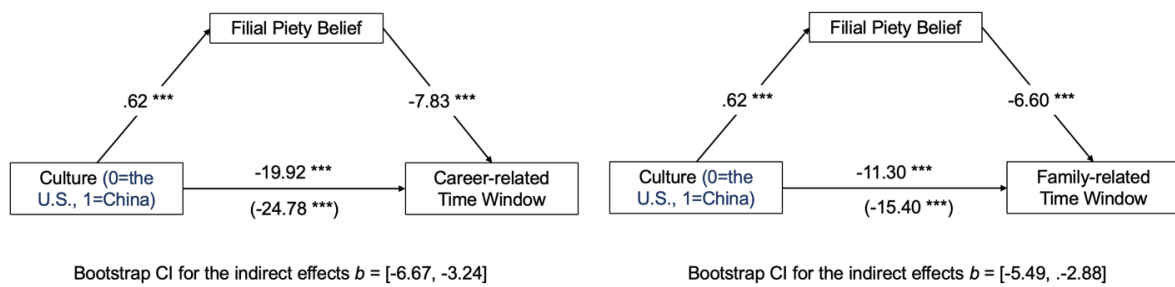 Filial Piety Belief
.62 ***
-7.83 ***
Culture (0=the
U.S., 1=China)
-19.92 ***
(-24.78 ***)
Career-related
Time Window
Bootstrap CI for the indirect effects b = [-6.67, -3.24]
Filial Piety Belief
.62 ***
-6.60 ***
Culture (0=the
U.S., 1=China)
-11.30 ***
(-15.40 ***)
Family-related
Time Window
Bootstrap CI for the indirect effects b = [-5.49, .-2.88]